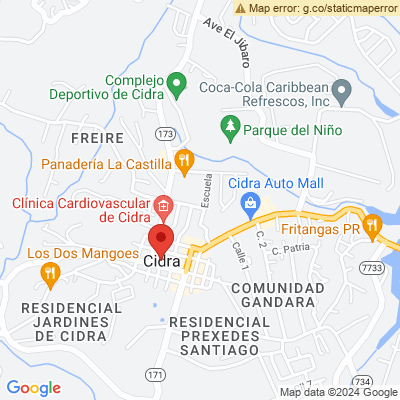 Map error: g.co/staticmaperror
Ave El Jíbaro
Complejo
Deportivo de Cidra
Coca-Cola Caribbean
Refrescos, Inc
FREIRE
173
Parque del Niño
Panaderia La Castilla
Escuela
Cidra Auto Mall
Clínica Cardiovascular
de Cidra
Fritangas PR
Los Dos Mangoes
Cidra
Calle 1
C. 2
C. Patria
7733
COMUNIDAD
GANDARA
RESIDENCIAL
JARDINES
DE CIDRA
RESIDENCIAL
PREXEDES
SANTIAGO
171
172
Google
Map data ©2024 Google